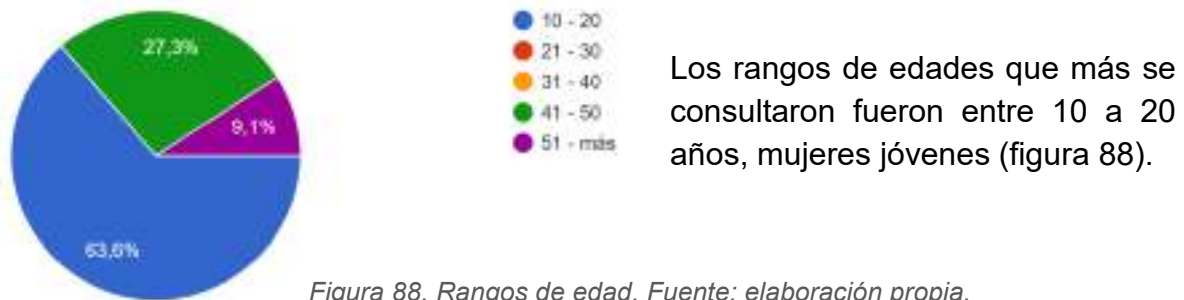 27,3%
9,1%
63,6%
10 - 20
21 - 30
31 - 40
41 - 50
51 - más
Los rangos de edades que más se
consultaron fueron entre 10 a 20
años, mujeres jóvenes (figura 88).
Figura 88. Rangos de edad. Fuente: elaboración propia.